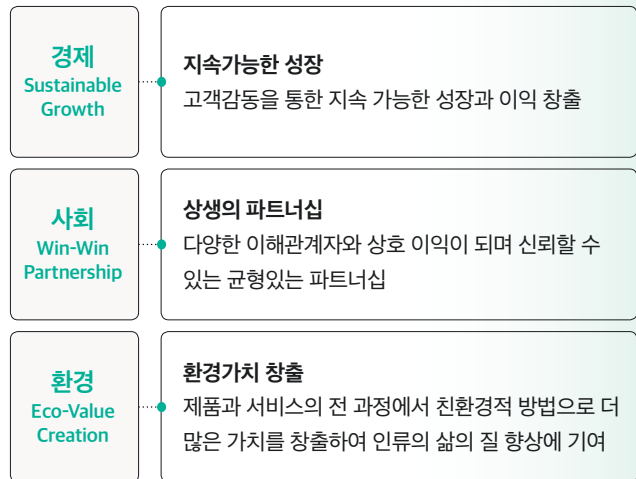 경제
Sustainable
Growth
지속가능한 성장
고객감동을 통한 지속 가능한 성장과 이익 창출
사회
Win-Win
Partnership
상생의 파트너십
다양한 이해관계자와 상호 이익이 되며 신뢰할 수
있는 균형있는 파트너십
환경
Eco-Value
Creation
환경가치 창출
제품과 서비스의 전 과정에서 친환경적 방법으로 더
많은 가치를 창출하여 인류의 삶의 질 향상에 기여